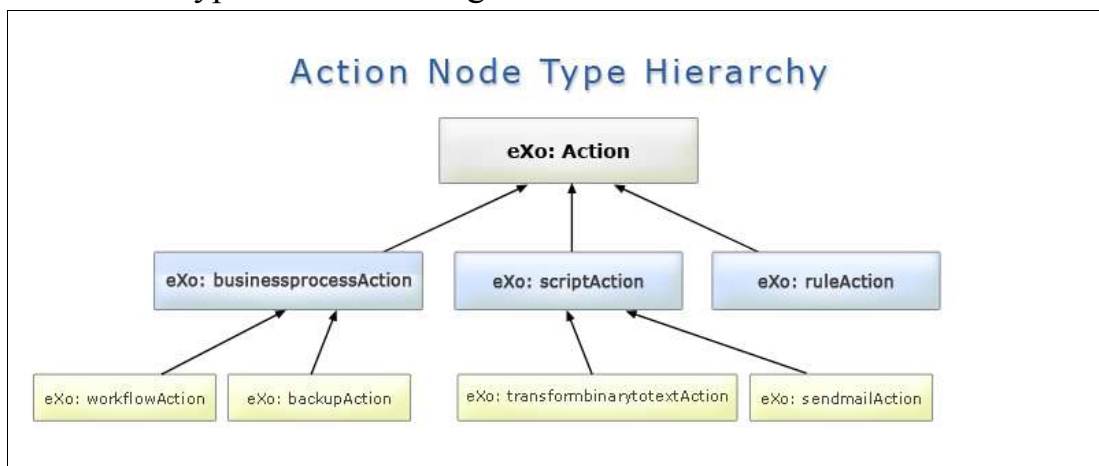 Action Node Type Hierarchy
eXo: Action
eXo: businessprocessAction
eXo: scriptAction
eXo: ruleAction
eXo: workflowAction
eXo: backupAction
eXo: transformbinarytotextAction
eXo: sendmailAction